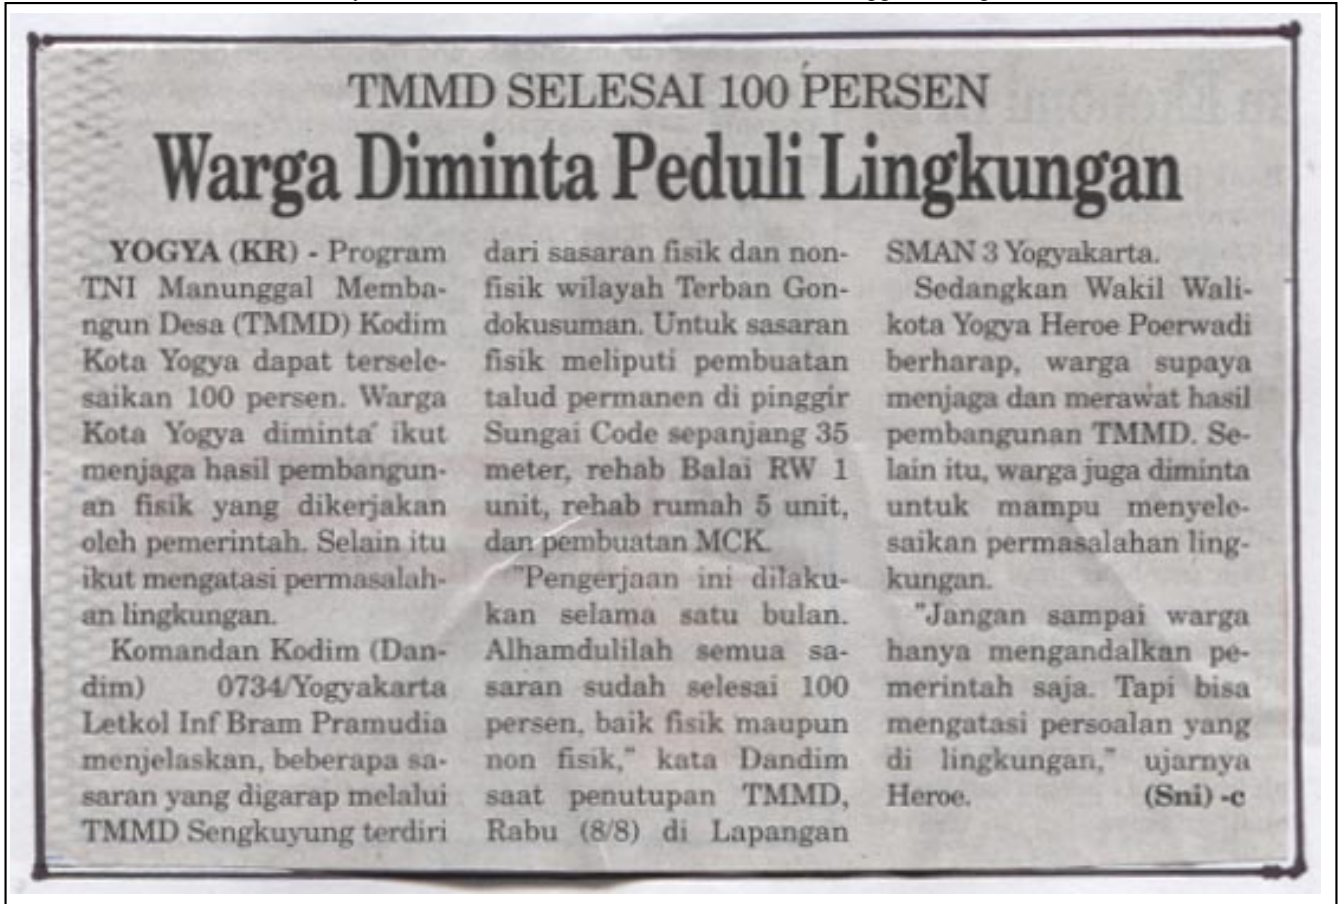 TMMD SELESAI 100 PERSEN
Warga Diminta Peduli Lingkungan
YOGYA (KR) - Program
TNI Manunggal Memba-
ngun Desa (TMMD) Kodim
Kota Yogya dapat tersele-
saikan 100 persen. Warga
Kota Yogya diminta ikut
menjaga hasil pembangun-
an fisik yang dikerjakan
oleh pemerintah. Selain itu
ikut mengatasi permasalah-
an lingkungan.
Komandan Kodim (Dan-
dim) 0734/Yogyakarta
Letkol Inf Bram Pramudia
menjelaskan, beberapa sa-
saran yang digarap melalui
TMMD Sengkuyung terdiri
dari sasaran fisik dan non-
fisik wilayah Terban Gon-
dokusuman. Untuk sasaran
fisik meliputi pembuatan
talud permanen di pinggir
Sungai Code sepanjang 35
meter, rehab Balai RW 1
unit, rehab rumah 5 unit,
dan pembuatan MCK.
"Pengerjaan ini dilaku-
kan selama satu bulan.
Alhamdulilah semua sa-
saran sudah selesai 100
persen, baik fisik maupun
non fisik," kata Dandim
saat penutupan TMMD,
Rabu (8/8) di Lapangan
SMAN 3 Yogyakarta.
Sedangkan Wakil Wali-
kota Yogya Heroe Poerwadi
berharap, warga supaya
menjaga dan merawat hasil
pembangunan TMMD. Se-
lain itu, warga juga diminta
untuk mampu menyele-
saikan permasalahan ling-
kungan.
"Jangan sampai warga
hanya mengandalkan pe-
merintah saja. Tapi bisa
mengatasi persoalan yang
di lingkungan," ujarnya
Heroe. (Sni) -c